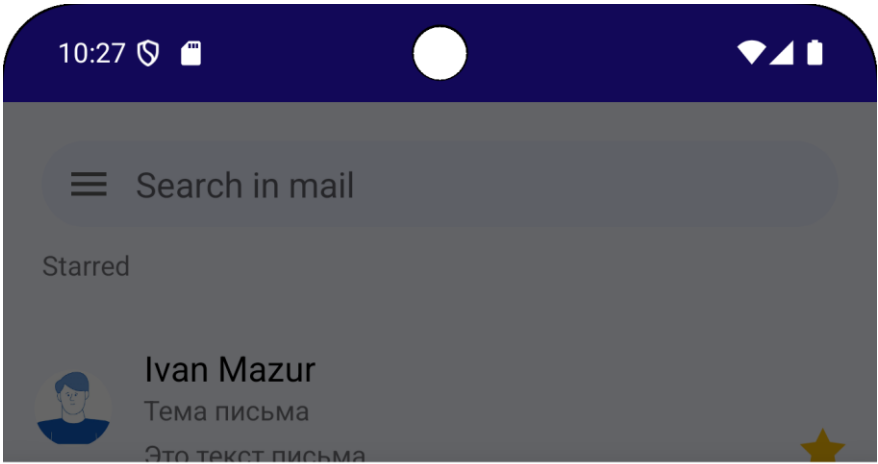 10:27
Search in mail
Starred
Ivan Mazur
Тема письма
Это текст письма